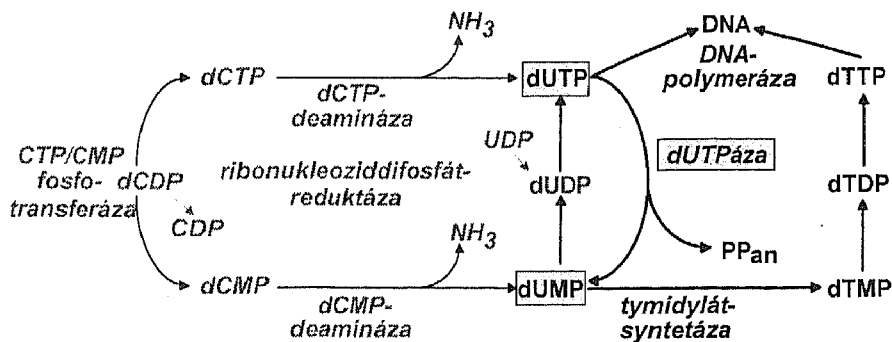 NH3
DNA
DNA-
polymeráza
dCTP
dUTP
dTTP
dCTP-
deamináza
CTP/CMP
fosfo-
transferáza
dCDP
CDP
ribonukleoziddifosfát-
reduktáza
UDP
dUDP
dUTPáza
dTDP
NH3
PPan
dCMP
dUMP
dTMP
dCMP-
deamináza
tymidylát-
syntetáza